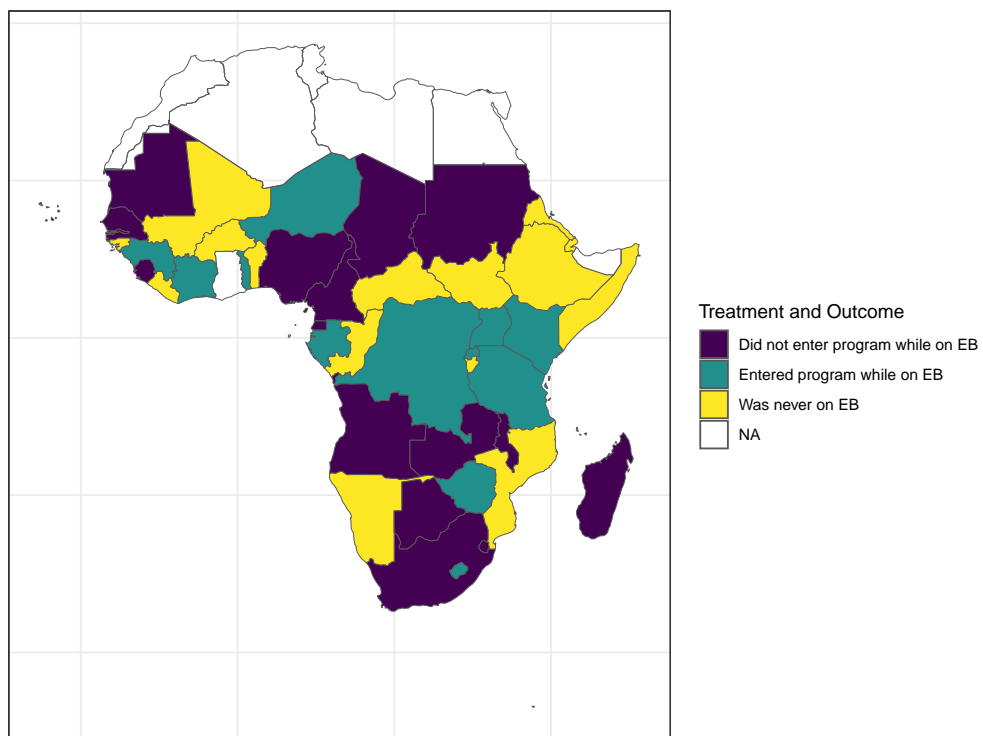 Treatment and Outcome
Did not enter program while on EB
Entered program while on EB
Was never on EB
NA